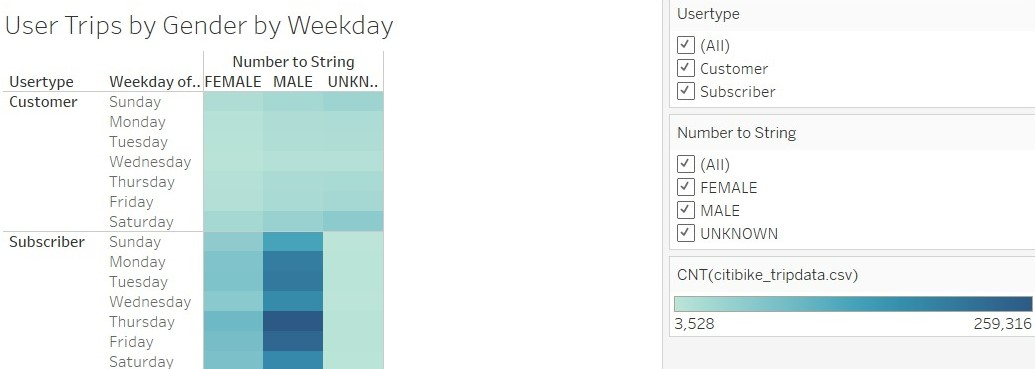 User Trips by Gender by Weekday
Number to String
Usertype Weekday of.. FEMALE MALE UNKN..
Customer Sunday
Monday
Tuesday
Wednesday
Thursday
Friday
Saturday
Subscriber Sunday
Monday
Tuesday
Wednesday
Thursday
Friday
Saturday
Usertype
(All)
Customer
Subscriber
Number to String
(All)
FEMALE
MALE
UNKNOWN
CNT(citibike_tripdata.csv)
3,528 259,316